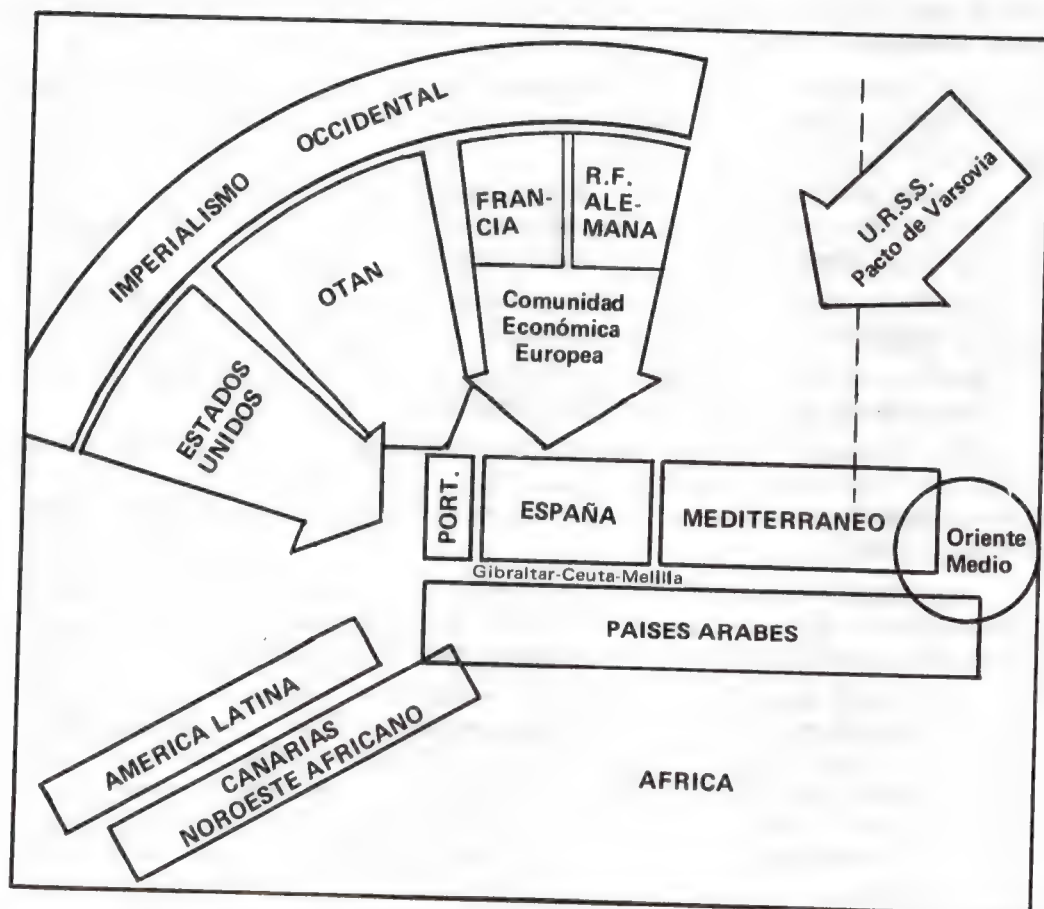 IMPERIALISMO OCCIDENTAL
ESTADOS
UNIDOS
OTAN
FRAN-
CIA
R.F.
ALE-
MANA
Comunidad
Económica
Europea
U.R.S.S.
Pacto de Varsovia
PORT.
ESPAÑA
MEDITERRANEO
Oriente
Medio
Gibraltar-Ceuta-Melilla
PAISES ARABES
AMERICA LATINA
CANARIAS
NOROESTE AFRICANO
AFRICA